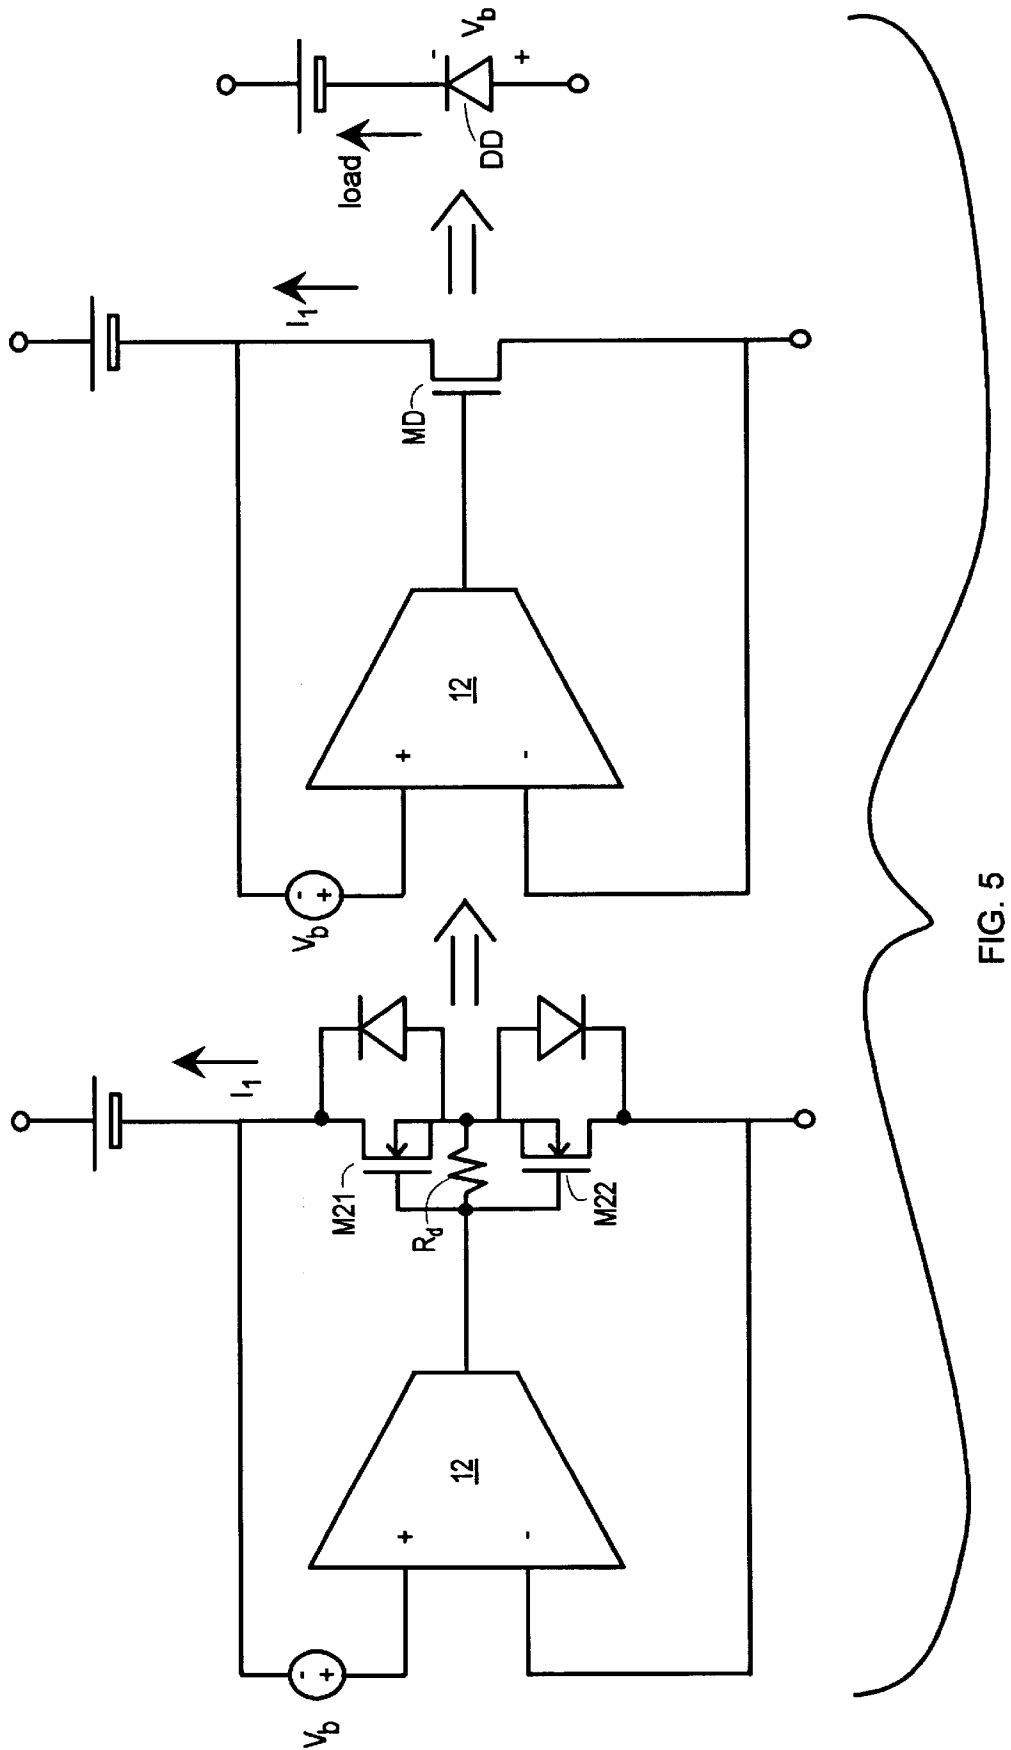 V_b
-
+
+
-
12
I_1
M21
R_d
M22
V_b
-
+
+
-
12
I_1
MD
load
DD
-
+
V_b
FIG. 5